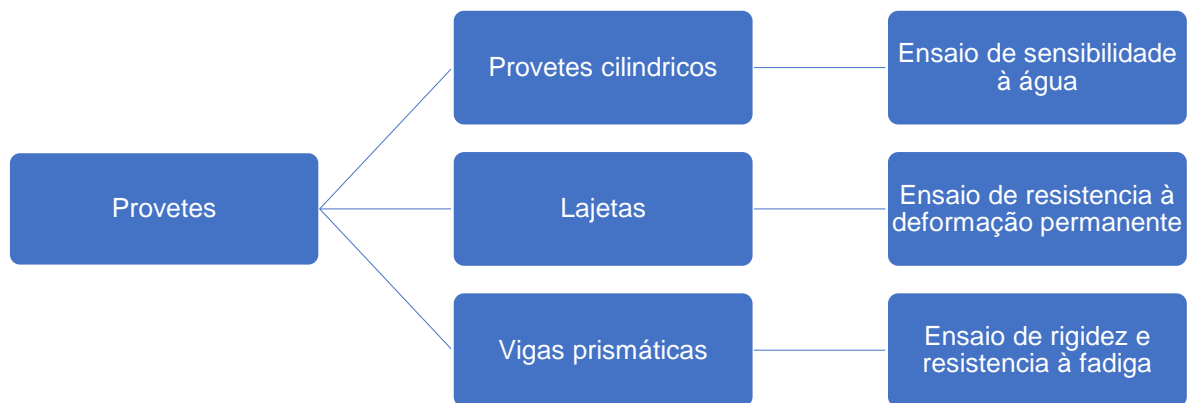 Provetes
Provetes cilindricos
Ensaio de sensibilidade
à água
Lajetas
Ensaio de resistencia à
deformação permanente
Vigas prismáticas
Ensaio de rigidez e
resistencia à fadiga